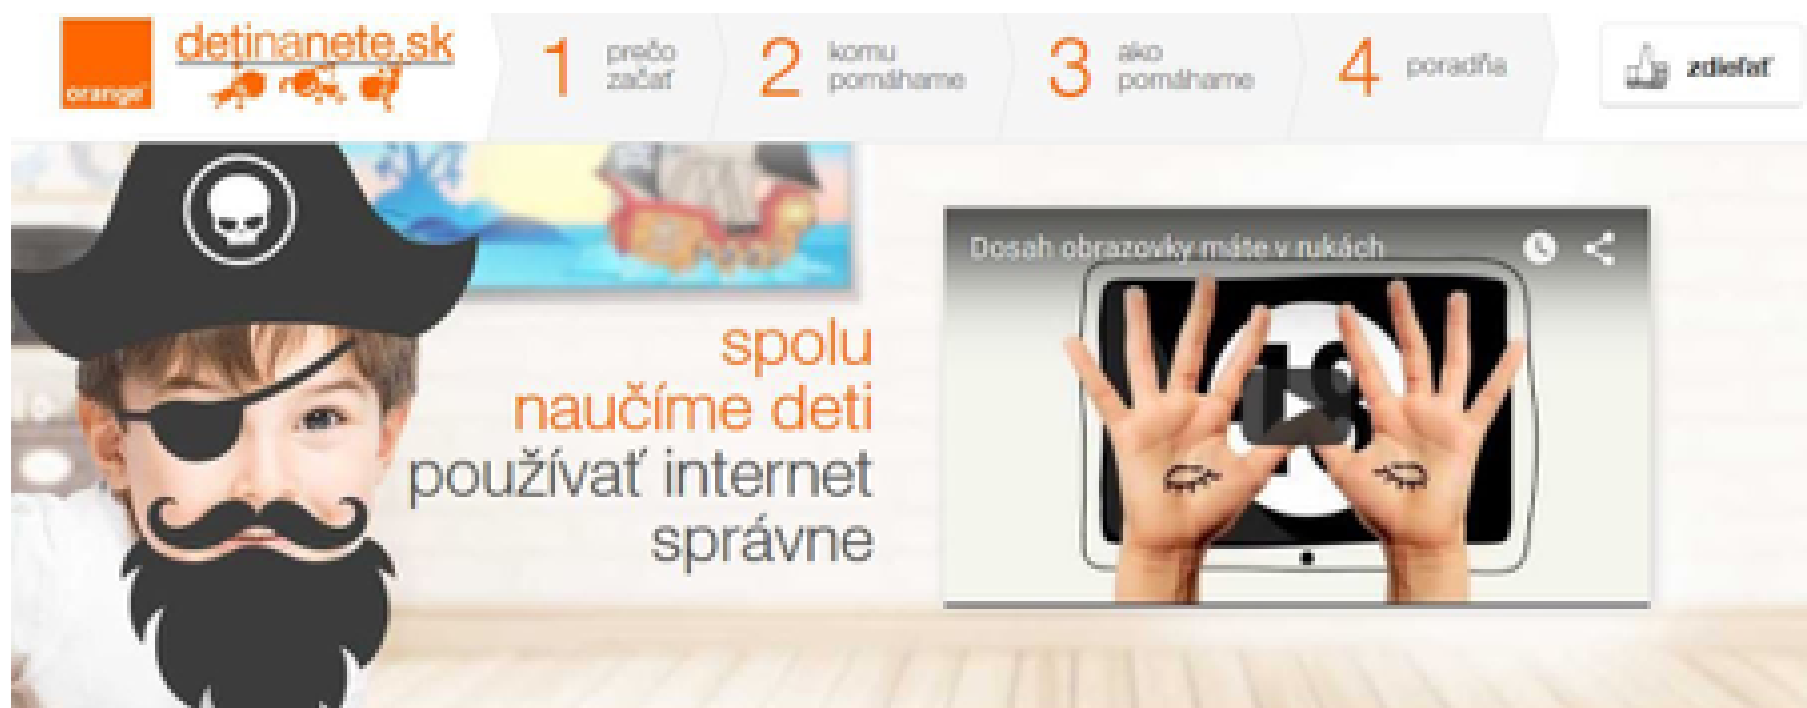 orange
detinanete.sk
1 prečo
začať
2 komu
pomáhame
3 ako
pomáhame
4 poradňa
zdieľať
spolu
naučíme deti
používať internet
správne
Dosah obrazovky máte v rukách
18